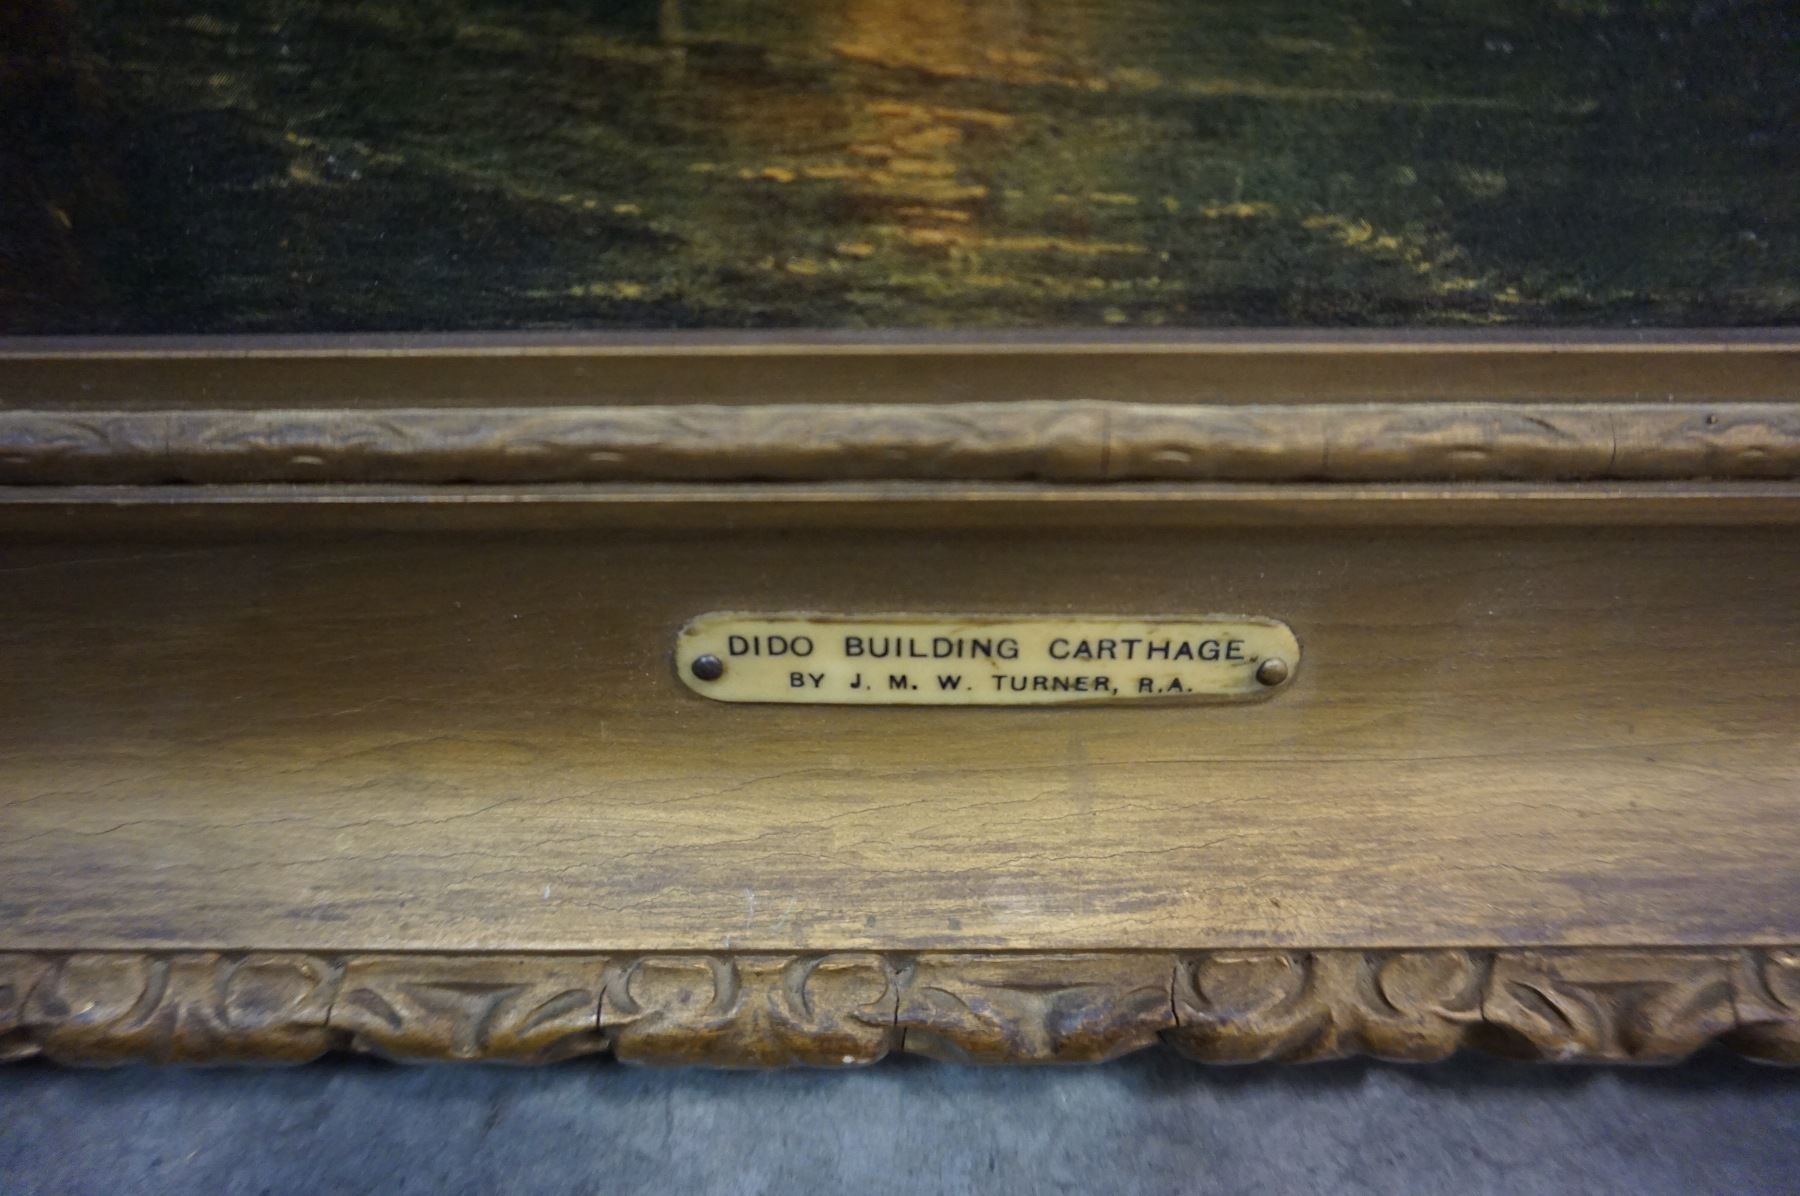 DIDO BUILDING CARTHAGE.
BY J. M. W. TURNER, R.A.